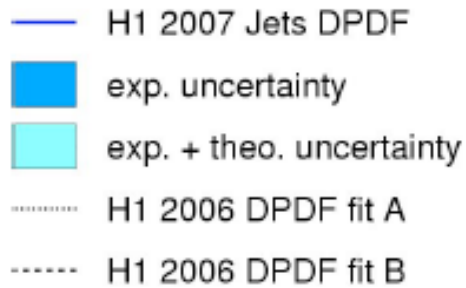 H1 2007 Jets DPDF
exp. uncertainty
exp. + theo. uncertainty
H1 2006 DPDF fit A
H1 2006 DPDF fit B